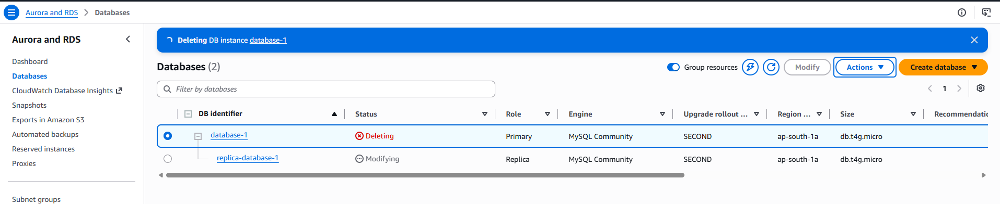 Aurora and RDS > Databases
Aurora and RDS
Dashboard
Databases
CloudWatch Database Insights
Snapshots
Exports in Amazon S3
Automated backups
Reserved instances
Proxies
Subnet groups
Deleting DB instance database-1
Databases (2)
Group resources
Modify
Actions
Create database
Filter by databases
1
DB identifier Status Role Engine Upgrade rollout ... Region ... Size Recommendatic
database-1 Deleting Primary MySQL Community SECOND ap-south-1a db.t4g.micro
replica-database-1 Modifying Replica MySQL Community SECOND ap-south-1a db.t4g.micro